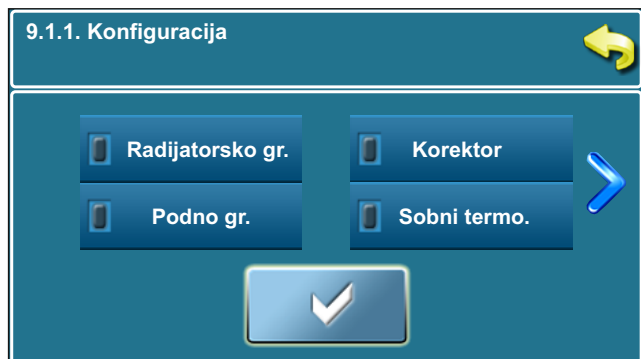 9.1.1. Konfiguracija
Radijatorsko gr.
Korektor
Podno gr.
Sobni termo.